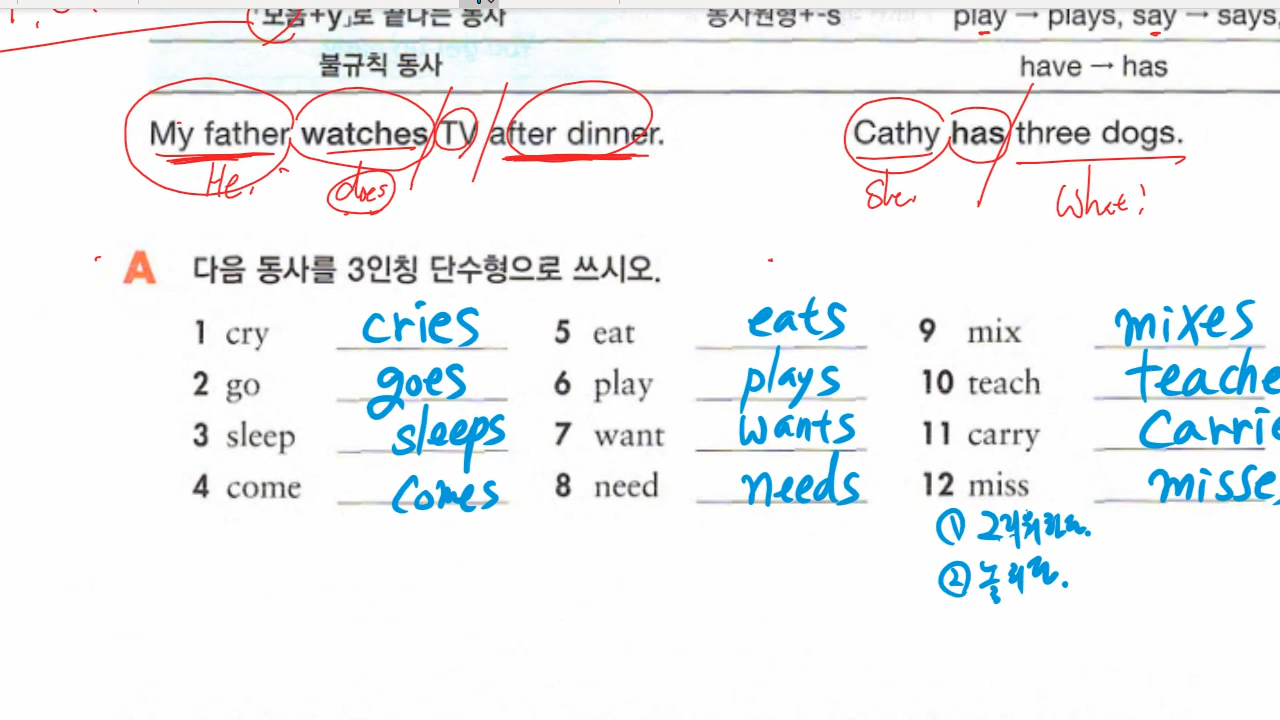 「모음+y」로 끝나는 동사 동사원형+-s play → plays, say → says,
불규칙 동사 have → has
My father watches TV after dinner. Cathy has three dogs.
He. does She. What?
A 다음 동사를 3인칭 단수형으로 쓰시오.
1 cry cries 5 eat eats 9 mix mixes
2 go goes 6 play plays 10 teach teache
3 sleep sleeps 7 want wants 11 carry carrie
4 come comes 8 need needs 12 miss misses
① 그리워하다.
② 놓치다.